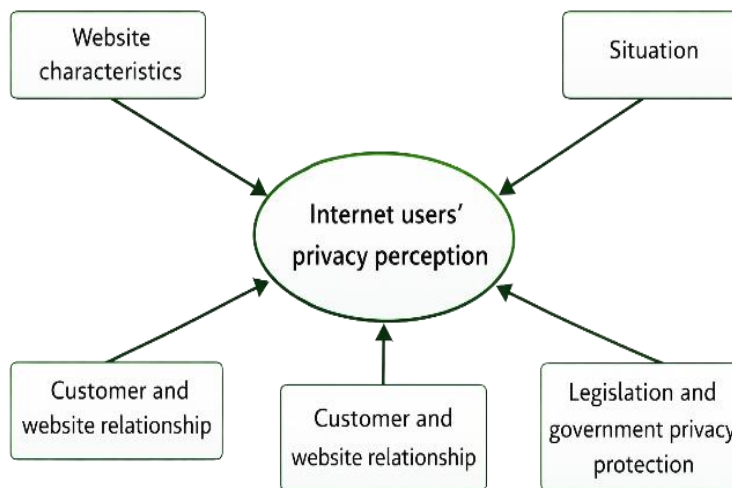 Website
characteristics
Situation
Internet users’
privacy perception
Customer and
website relationship
Customer and
website relationship
Legislation and
government privacy
protection